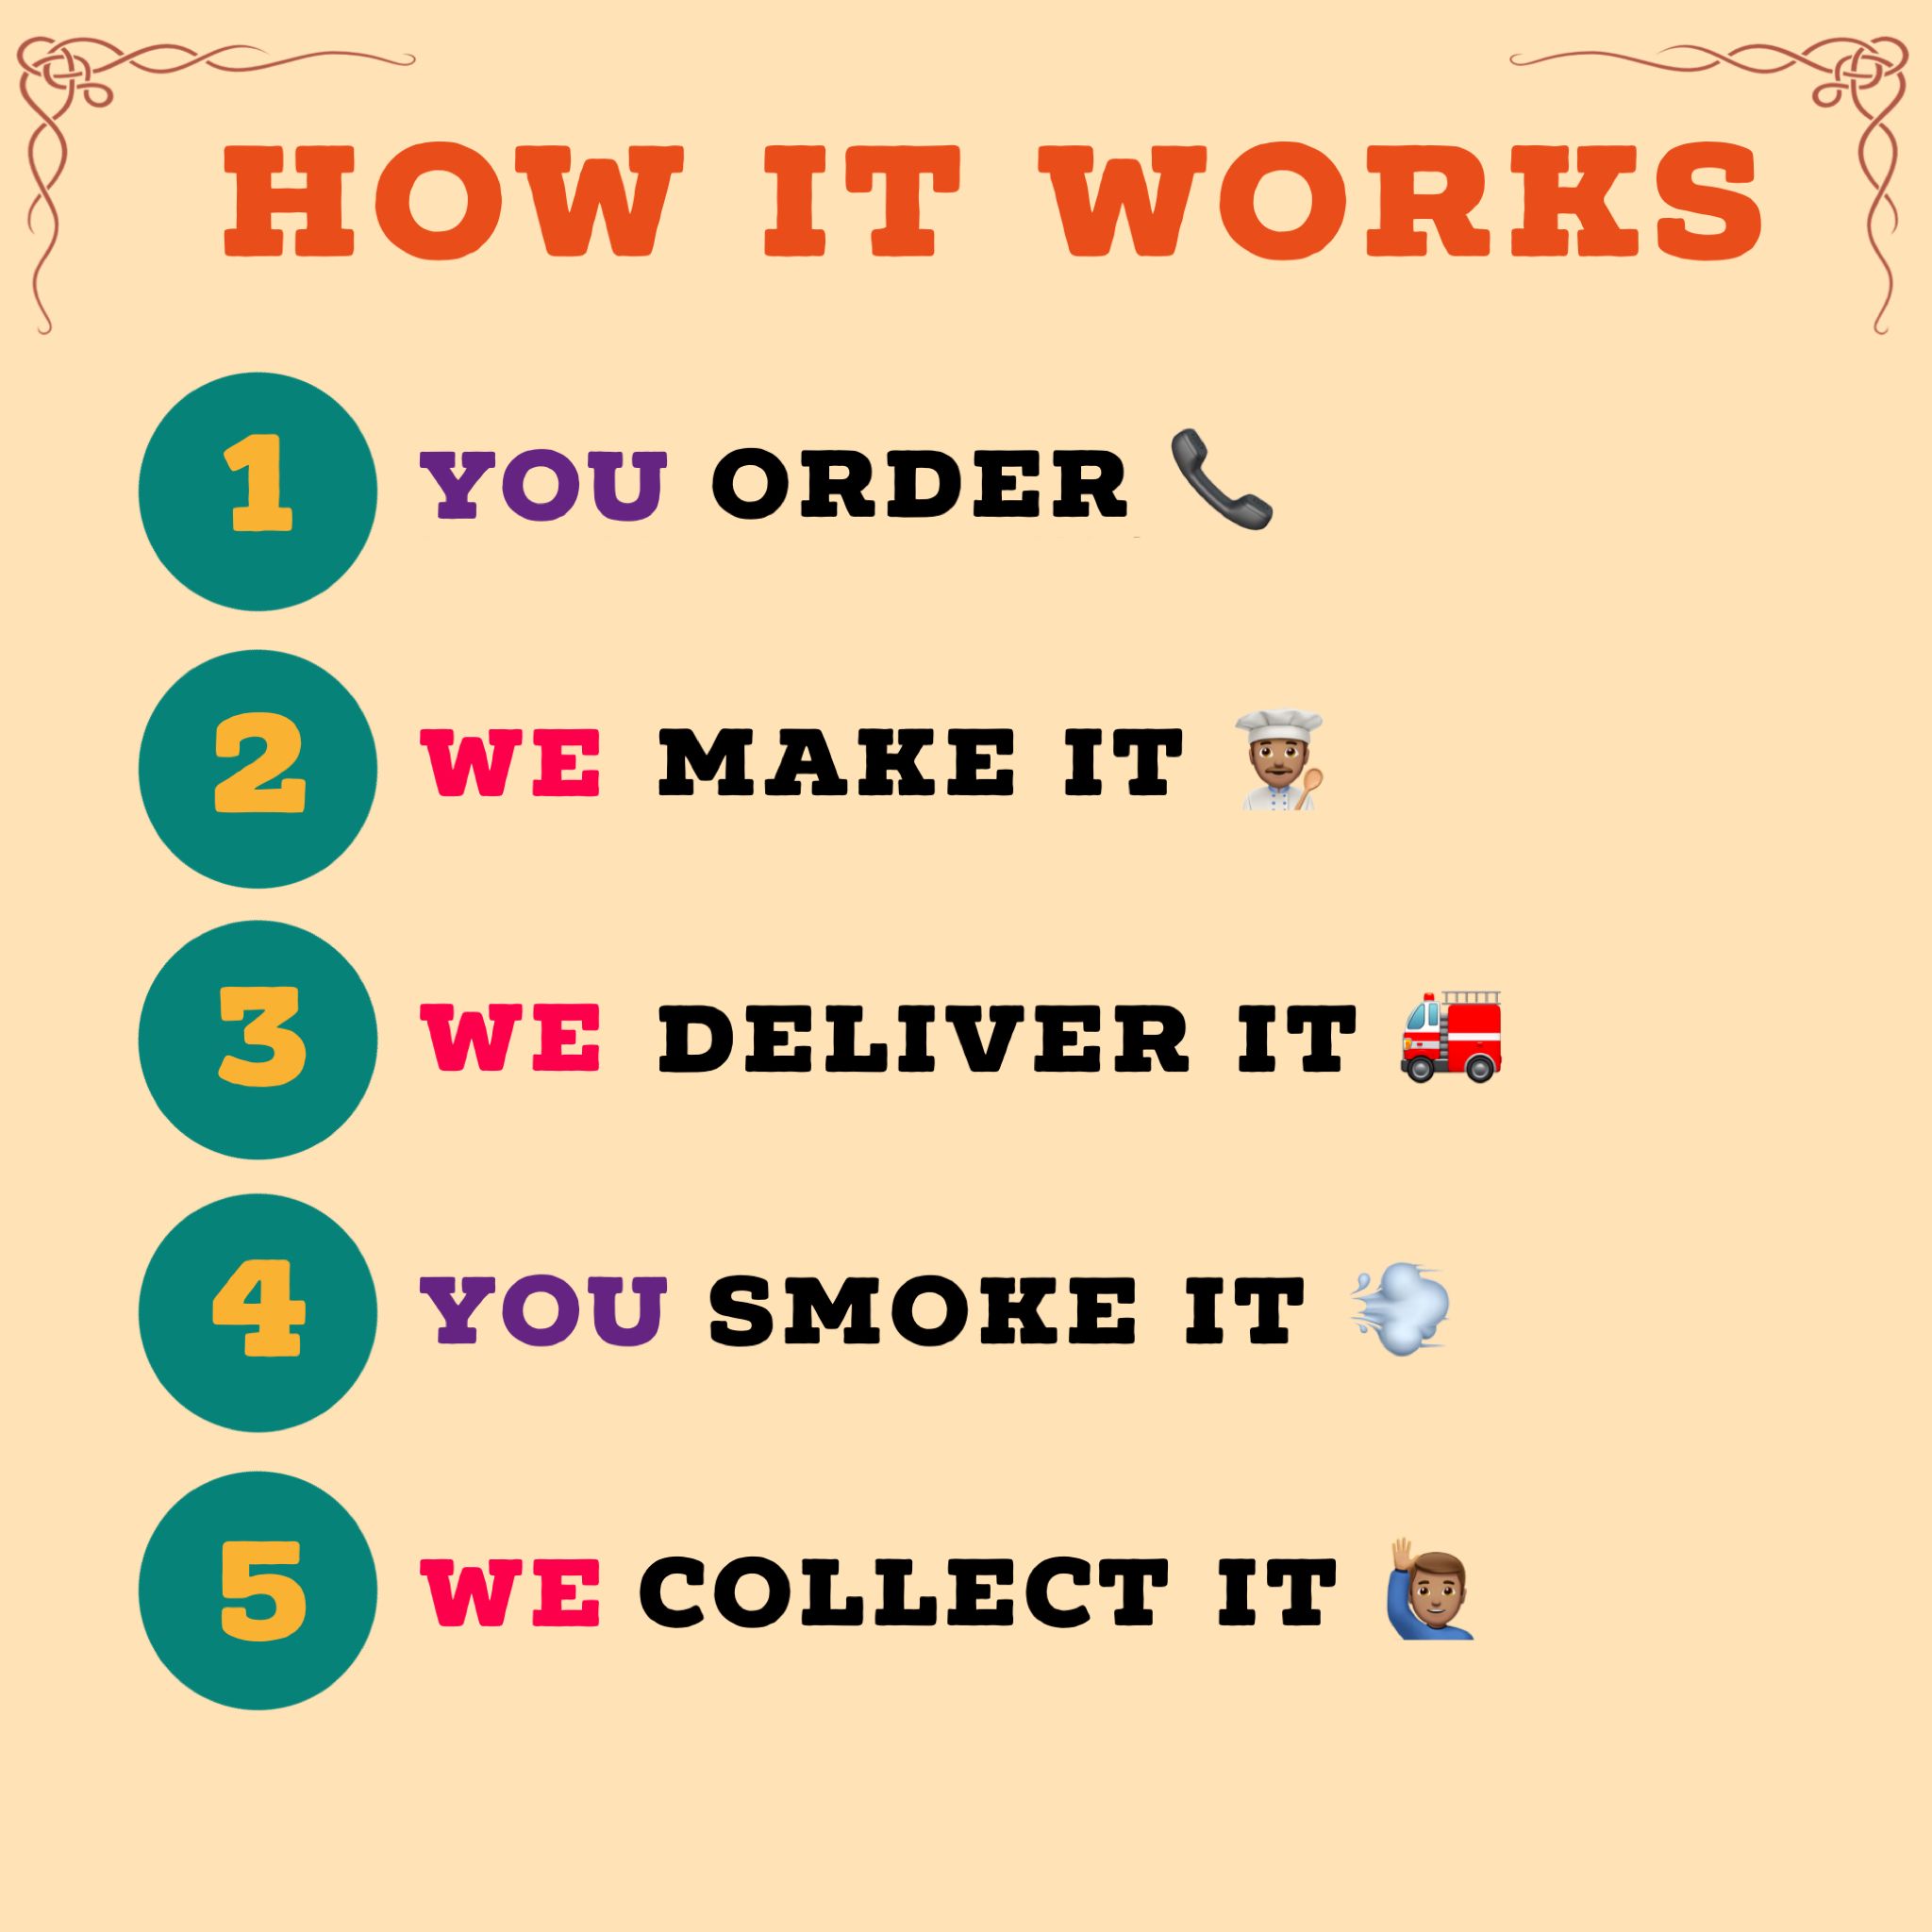 HOW IT WORKS
1 YOU ORDER
2 WE MAKE IT
3 WE DELIVER IT
4 YOU SMOKE IT
5 WE COLLECT IT